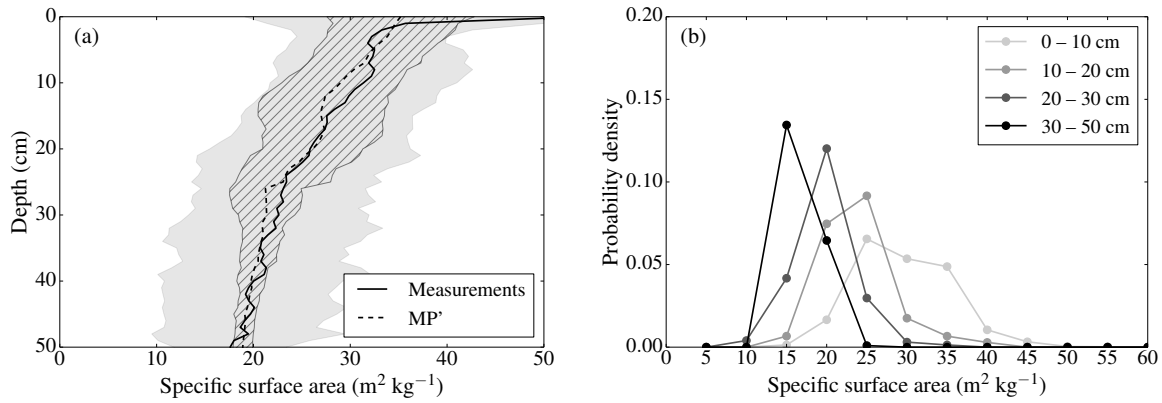 (a)
0
10
20
30
40
50
Depth (cm)
0 10 20 30 40 50
Specific surface area (m² kg⁻¹)
Measurements
MP'
(b)
0.20
0.15
0.10
0.05
0.00
Probability density
5 10 15 20 25 30 35 40 45 50 55 60
Specific surface area (m² kg⁻¹)
0 – 10 cm
10 – 20 cm
20 – 30 cm
30 – 50 cm